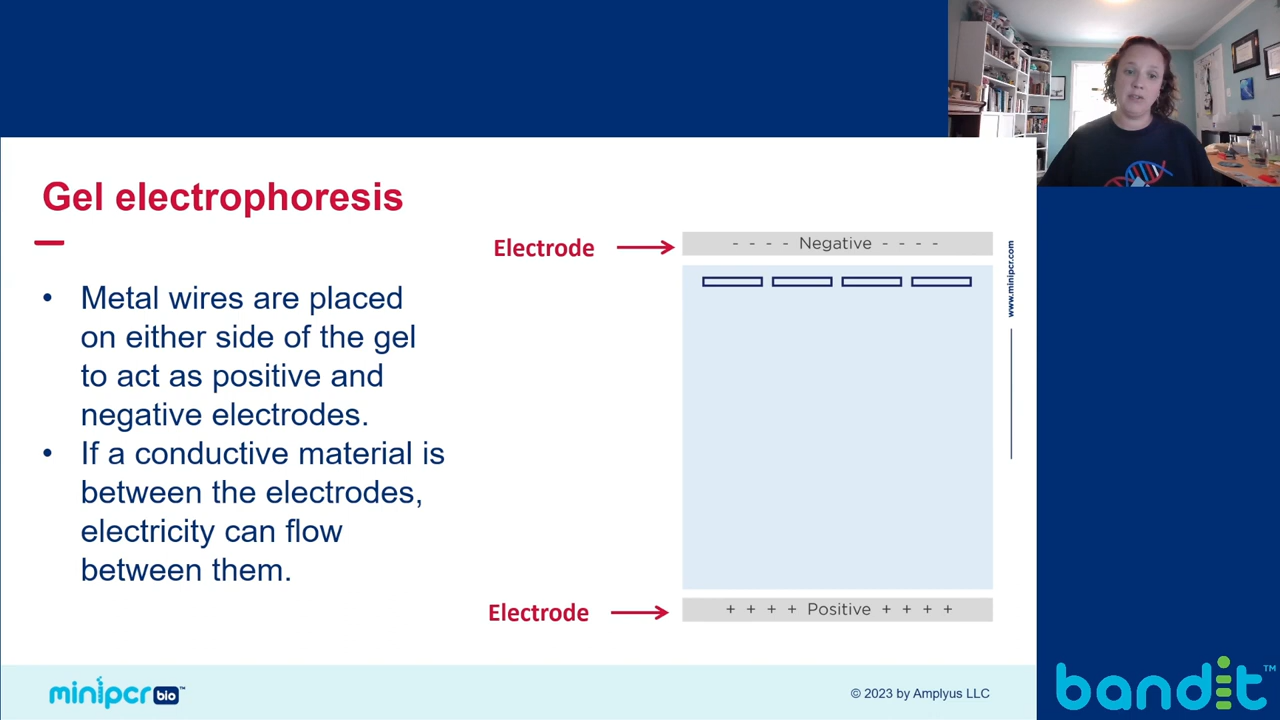 Gel electrophoresis
• Metal wires are placed
on either side of the gel
to act as positive and
negative electrodes.
• If a conductive material is
between the electrodes,
electricity can flow
between them.
Electrode
- - - - Negative - - - -
Electrode
+ + + + Positive + + + +
www.minipcr.com
minipcr bio™
© 2023 by Amplyus LLC
bandit™